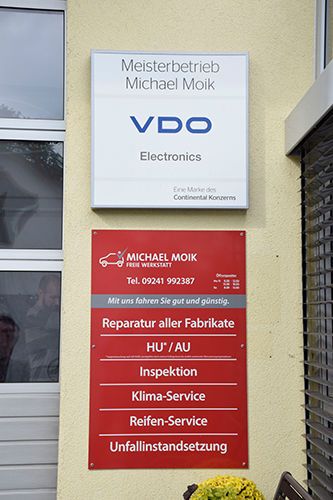 Meisterbetrieb
Michael Moik
VDO
Electronics
Eine Marke des
Continental Konzerns
MICHAEL MOIK
FREIE WERKSTATT
Öffnungszeiten
Tel. 09241 992387
Mit uns fahren Sie gut und günstig.
Reparatur aller Fabrikate
HU*/AU
Inspektion
Klima-Service
Reifen-Service
Unfallinstandsetzung